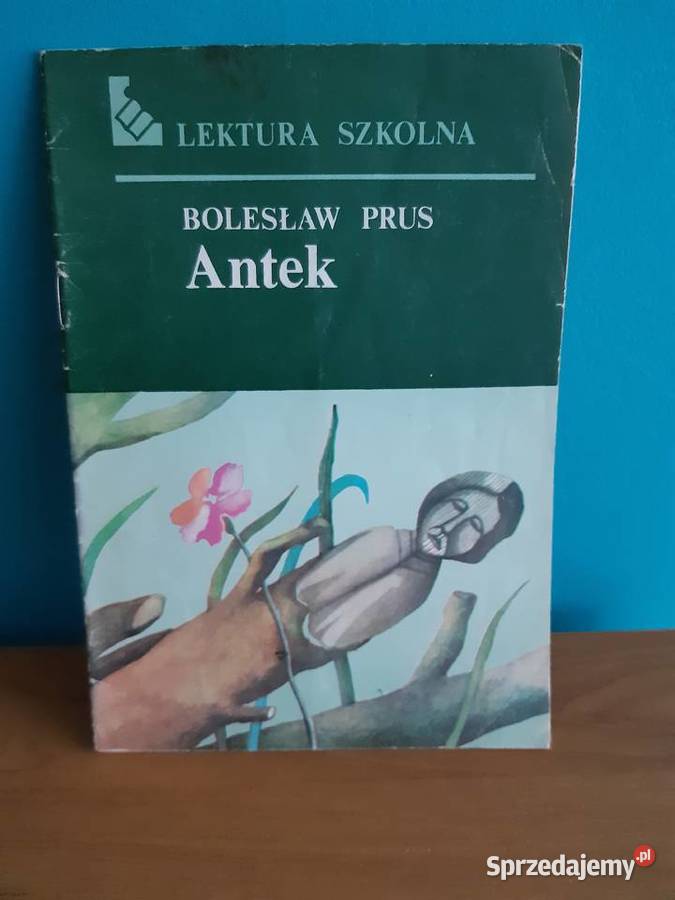 LEKTURA SZKOLNA
BOLESŁAW PRUS
Antek
Sprzedajemy.pl